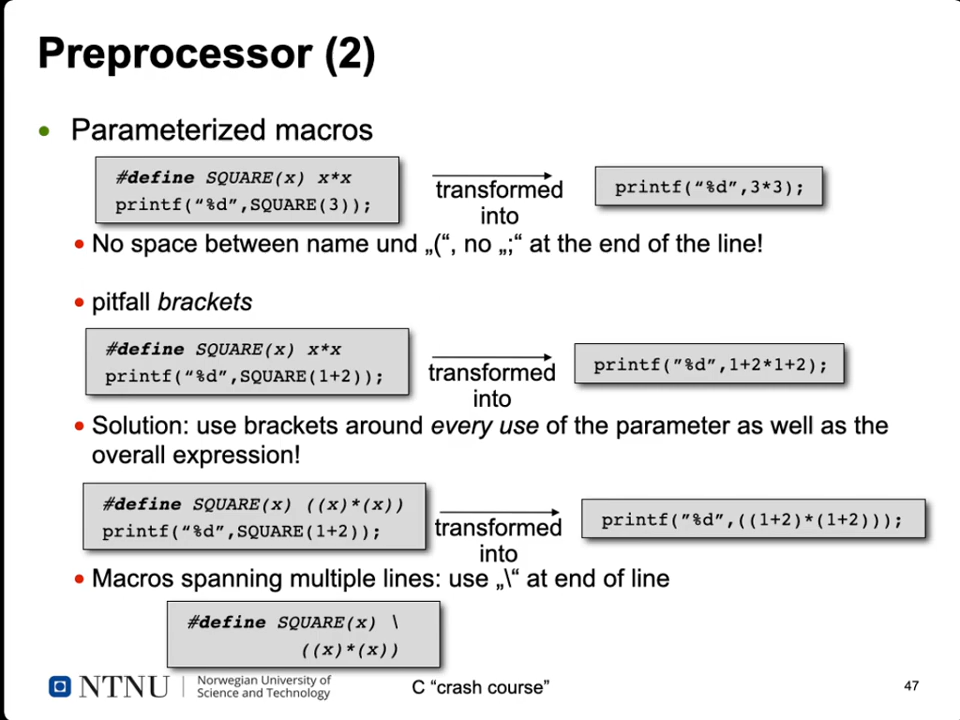 Preprocessor (2)
• Parameterized macros
#define SQUARE(x) x*x
printf(“%d”,SQUARE(3));
transformed
into
printf(“%d”,3*3);
• No space between name und „(“, no „;“ at the end of the line!
• pitfall brackets
#define SQUARE(x) x*x
printf(“%d”,SQUARE(1+2));
transformed
into
printf(”%d”,1+2*1+2);
• Solution: use brackets around every use of the parameter as well as the
overall expression!
#define SQUARE(x) ((x)*(x))
printf(“%d”,SQUARE(1+2));
transformed
into
printf(”%d”,((1+2)*(1+2)));
• Macros spanning multiple lines: use „\“ at end of line
#define SQUARE(x) \
((x)*(x))
NTNU
Norwegian University of
Science and Technology
C “crash course”
47